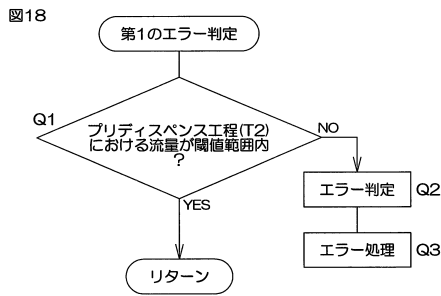 図18
第1のエラー判定
Q1
プリディスペンス工程(T2)
における流量が閾値範囲内
?
NO
YES
エラー判定 Q2
エラー処理 Q3
リターン